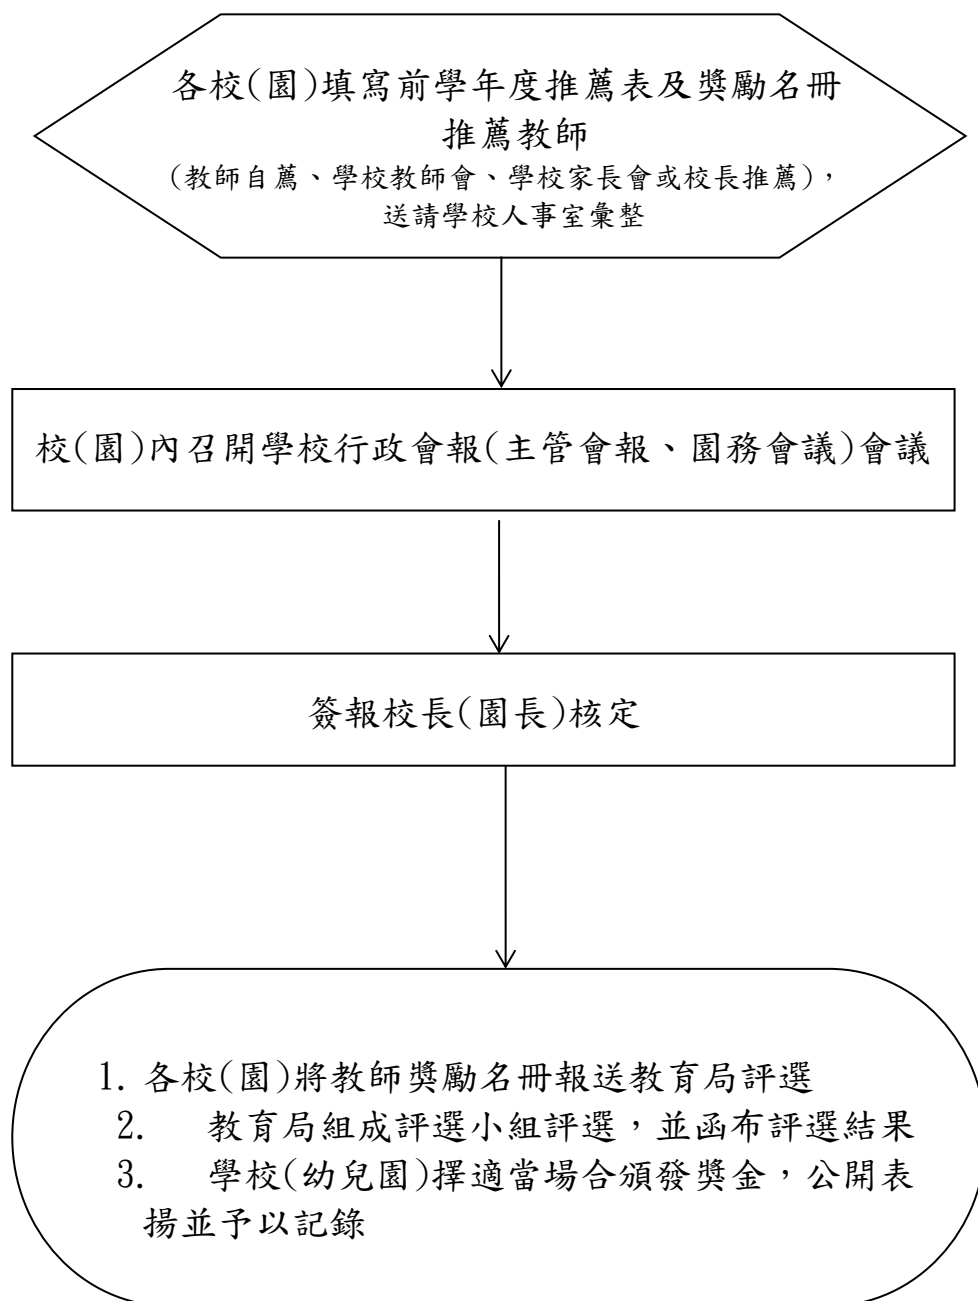 各校(園)填寫前學年度推薦表及獎勵名冊
推薦教師
(教師自薦、學校教師會、學校家長會或校長推薦)，
送請學校人事室彙整
校(園)內召開學校行政會報(主管會報、園務會議)會議
簽報校長(園長)核定
1. 各校(園)將教師獎勵名冊報送教育局評選
2. 教育局組成評選小組評選，並函布評選結果
3. 學校(幼兒園)擇適當場合頒發獎金，公開表
揚並予以記錄